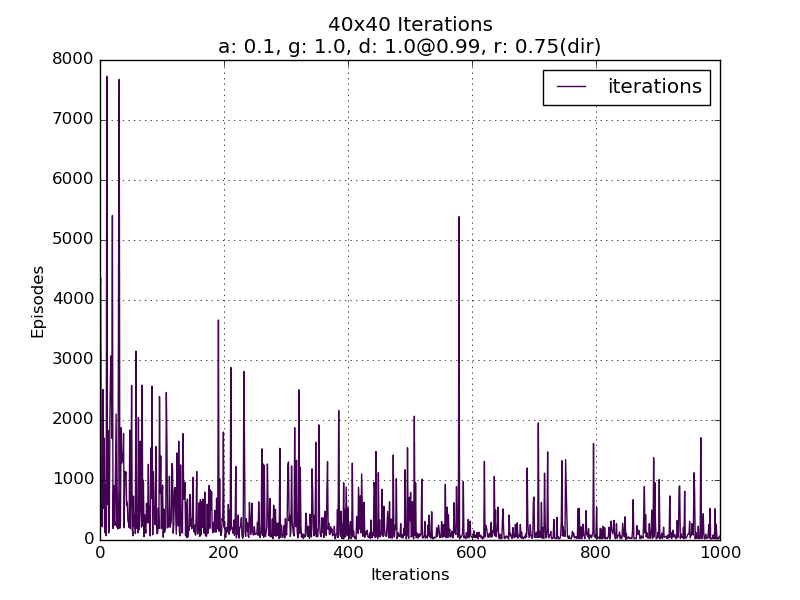 40x40 Iterations
a: 0.1, g: 1.0, d: 1.0@0.99, r: 0.75(dir)
iterations
8000
7000
6000
5000
4000
3000
2000
1000
0
Episodes
0 200 400 600 800 1000
Iterations